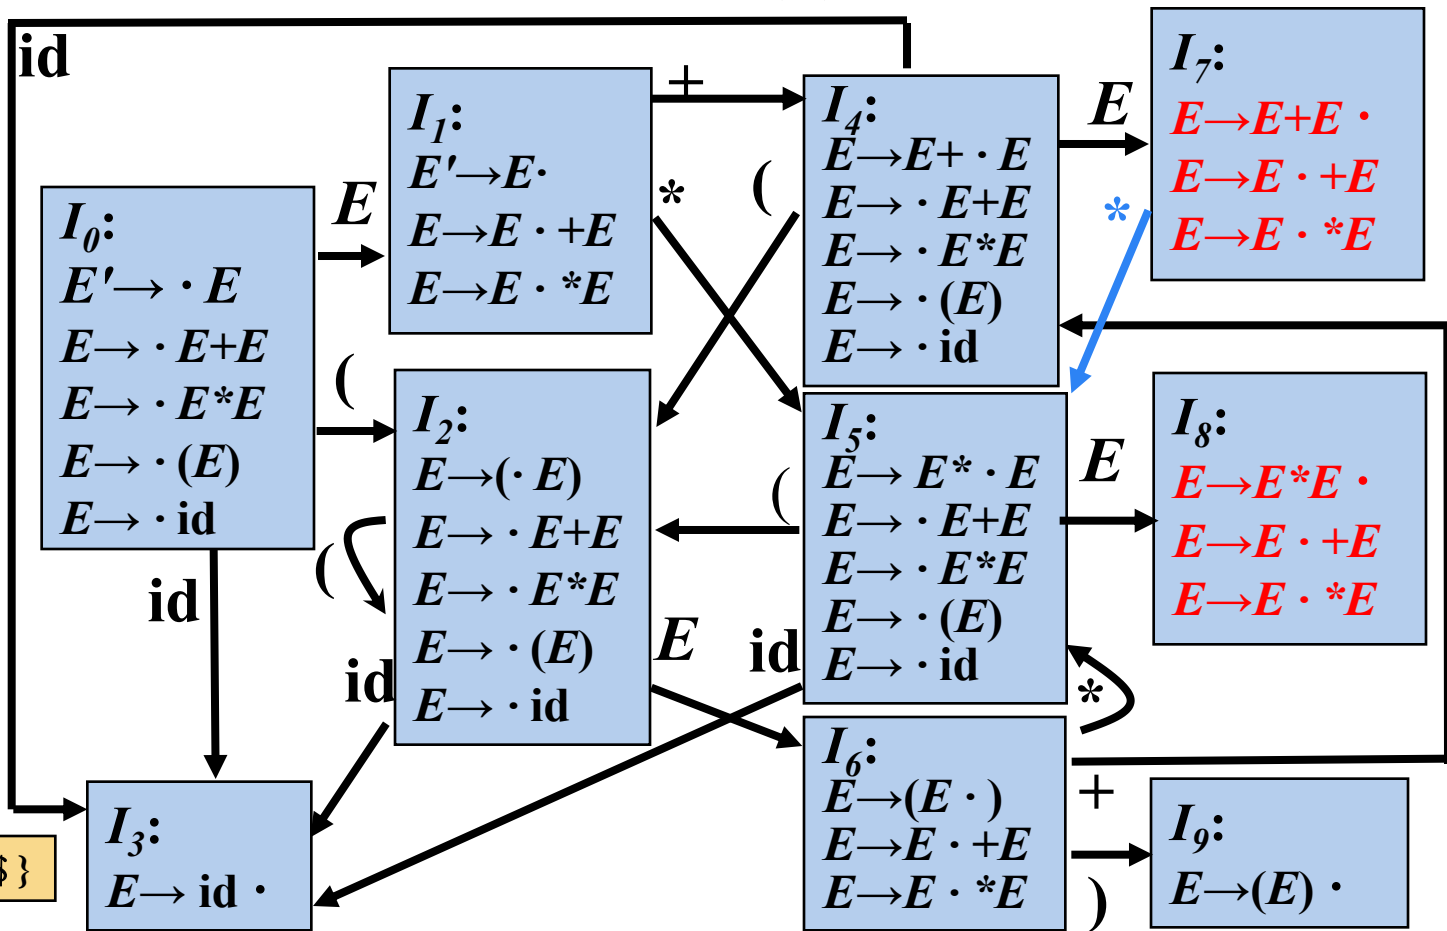 id
I0:
E'→ · E
E→ · E+E
E→ · E*E
E→ · (E)
E→ · id
E
(
id
I1:
E'→E·
E→E · +E
E→E · *E
+
*
I2:
E→(· E)
E→ · E+E
E→ · E*E
E→ · (E)
E→ · id
(
id
E
I3:
E→ id ·
$ }
I4:
E→E+ · E
E→ · E+E
E→ · E*E
E→ · (E)
E→ · id
(
E
I5:
E→ E* · E
E→ · E+E
E→ · E*E
E→ · (E)
E→ · id
(
id
E
I6:
E→(E · )
E→E · +E
E→E · *E
*
+
)
I7:
E→E+E ·
E→E · +E
E→E · *E
*
I8:
E→E*E ·
E→E · +E
E→E · *E
I9:
E→(E) ·